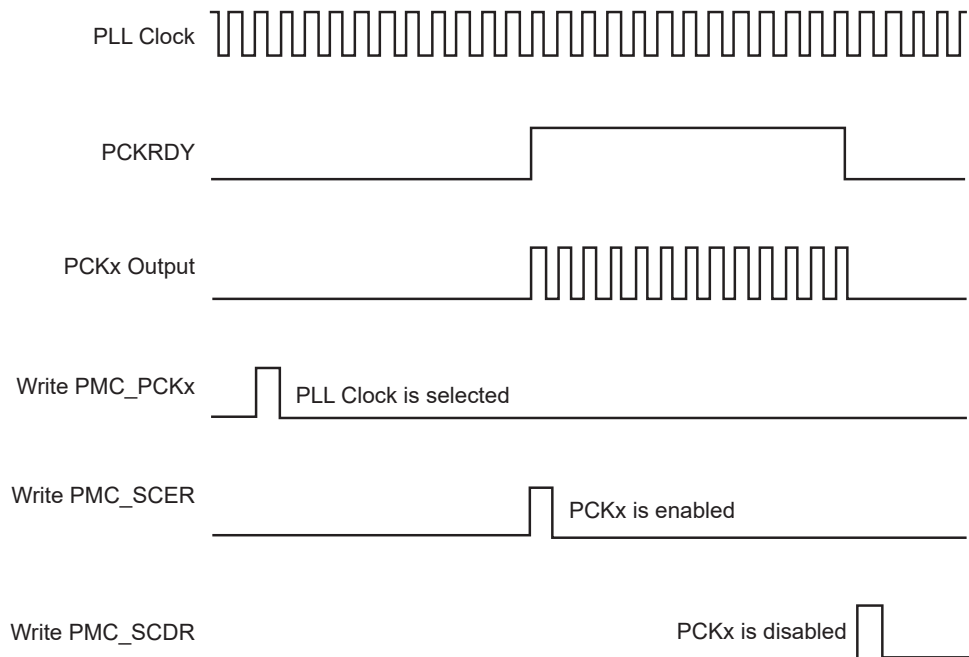 PLL Clock
PCKRDY
PCKx Output
Write PMC_PCKx
PLL Clock is selected
Write PMC_SCER
PCKx is enabled
Write PMC_SCDR
PCKx is disabled